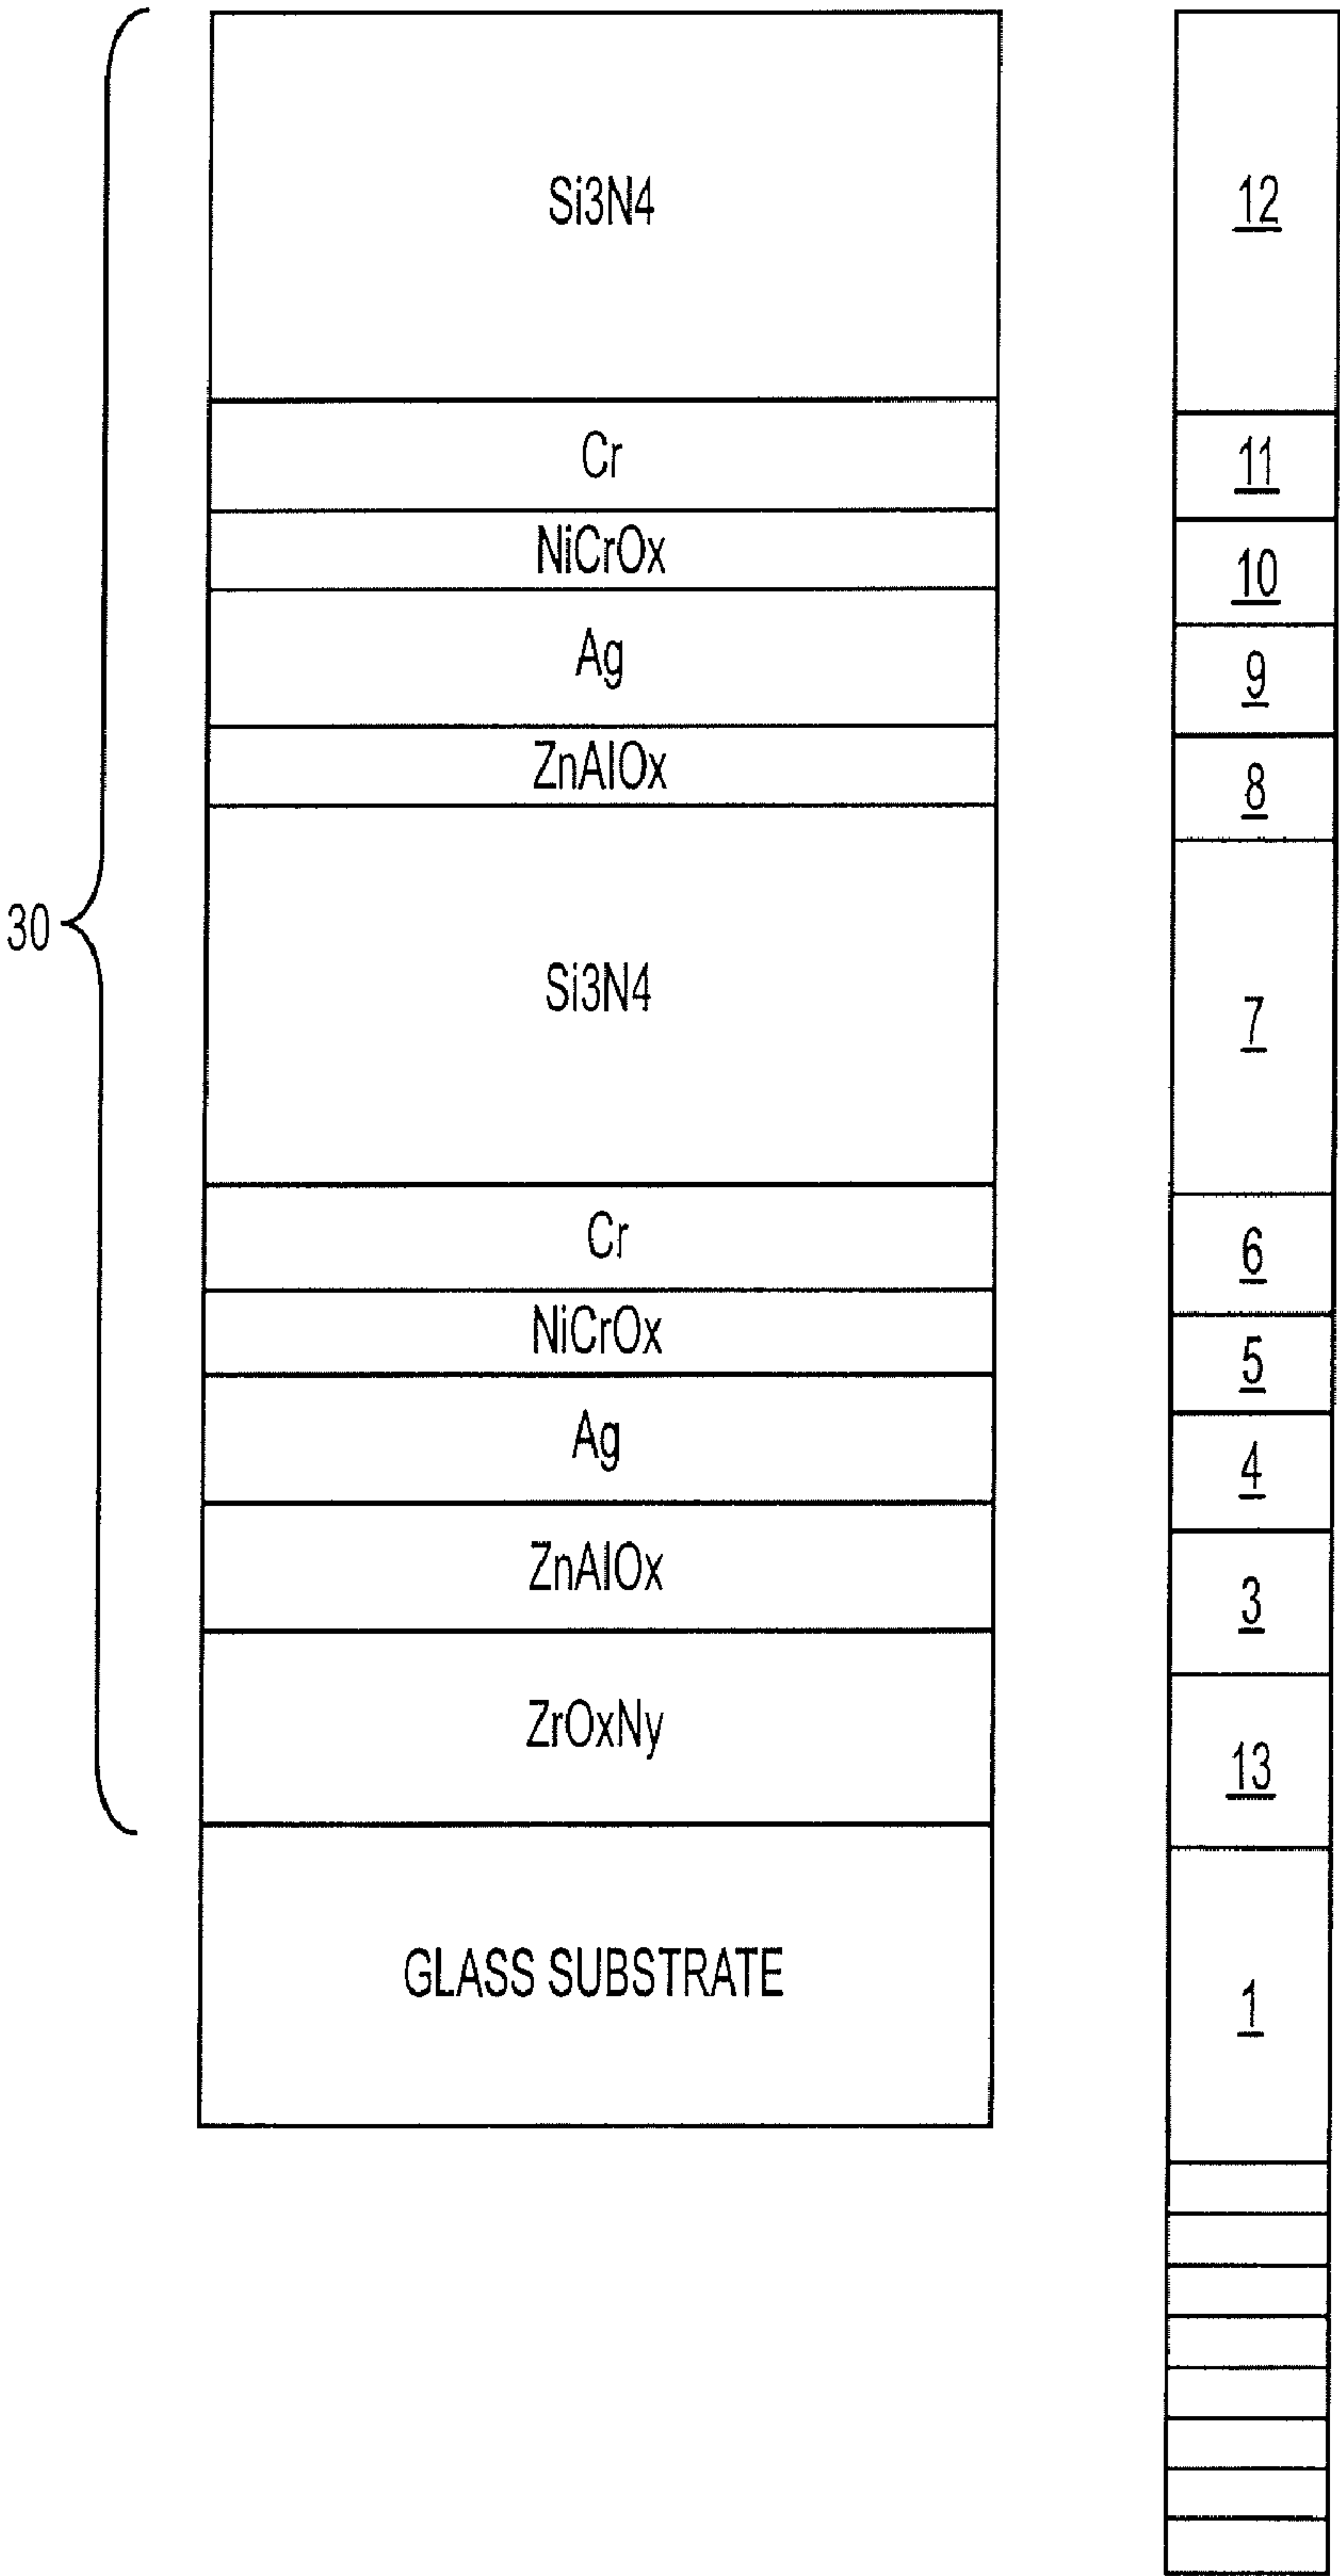 Si3N4
12
Cr
11
NiCrOx
10
Ag
9
ZnAlOx
8
30
Si3N4
7
Cr
6
NiCrOx
5
Ag
4
ZnAlOx
3
ZrOxNy
13
GLASS SUBSTRATE
1